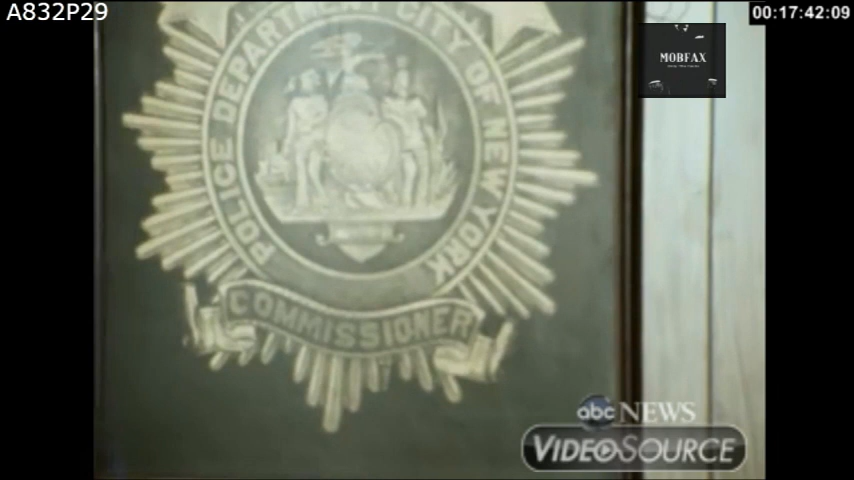 A832P29
00:17:42:09
MOBFAX
POLICE DEPARTMENT CITY OF NEW YORK
COMMISSIONER
abc NEWS
VIDEOSOURCE